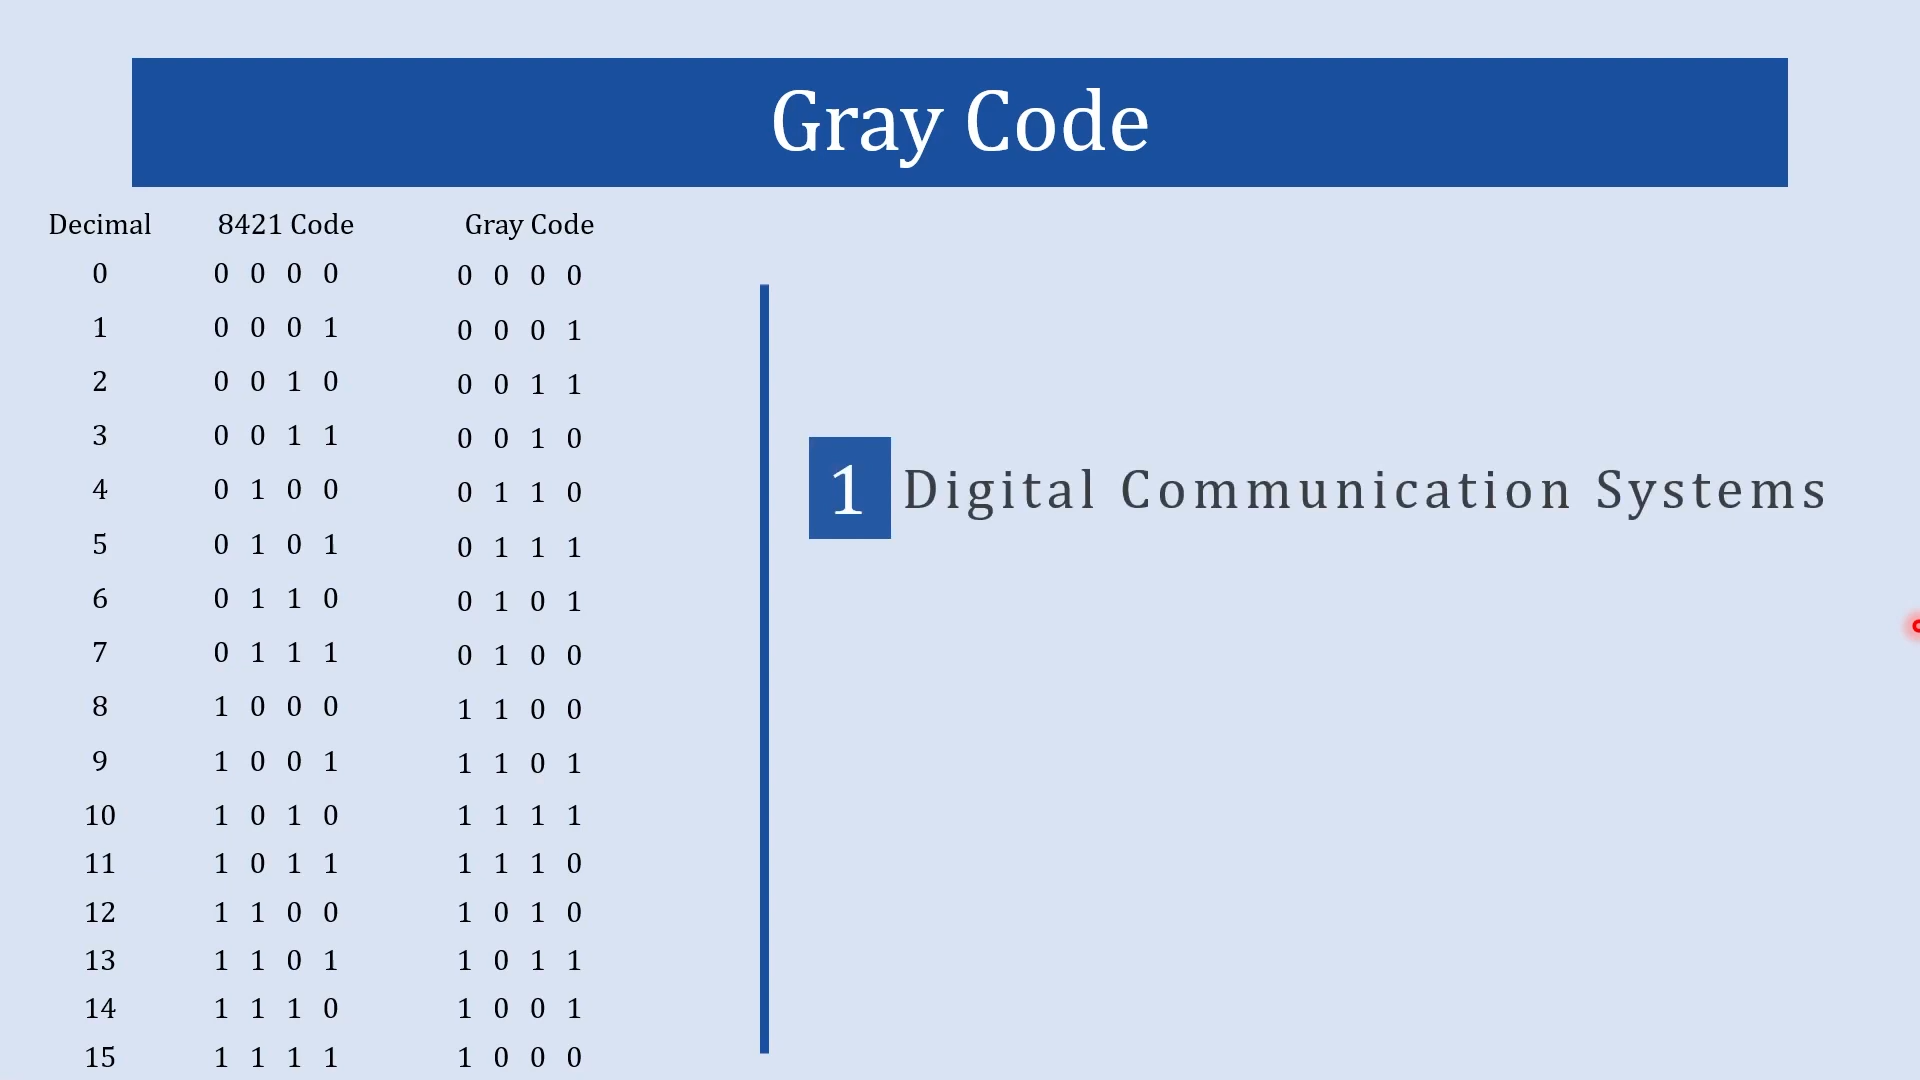 Gray Code
Decimal 8421 Code Gray Code
0 0 0 0 0 0 0 0 0
1 0 0 0 1 0 0 0 1
2 0 0 1 0 0 0 1 1
3 0 0 1 1 0 0 1 0
4 0 1 0 0 0 1 1 0
5 0 1 0 1 0 1 1 1
6 0 1 1 0 0 1 0 1
7 0 1 1 1 0 1 0 0
8 1 0 0 0 1 1 0 0
9 1 0 0 1 1 1 0 1
10 1 0 1 0 1 1 1 1
11 1 0 1 1 1 1 1 0
12 1 1 0 0 1 0 1 0
13 1 1 0 1 1 0 1 1
14 1 1 1 0 1 0 0 1
15 1 1 1 1 1 0 0 0
1 Digital Communication Systems